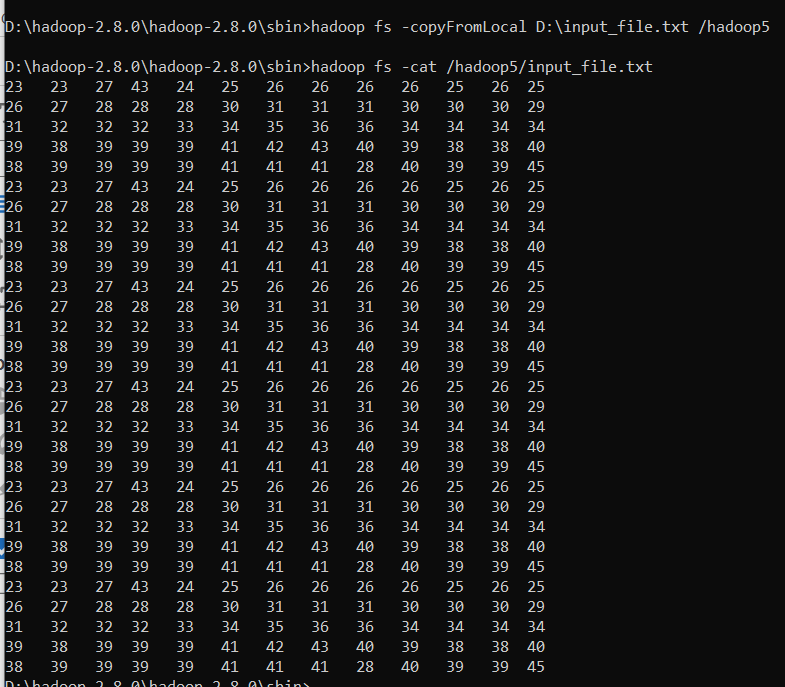 D:\hadoop-2.8.0\hadoop-2.8.0\sbin>hadoop fs -copyFromLocal D:\input_file.txt /hadoop5
D:\hadoop-2.8.0\hadoop-2.8.0\sbin>hadoop fs -cat /hadoop5/input_file.txt
23 23 27 43 24 25 26 26 26 26 25 26 25
26 27 28 28 28 30 31 31 31 30 30 30 29
31 32 32 32 33 34 35 36 36 34 34 34 34
39 38 39 39 39 41 42 43 40 39 38 38 40
38 39 39 39 39 41 41 41 28 40 39 39 45
23 23 27 43 24 25 26 26 26 26 25 26 25
26 27 28 28 28 30 31 31 31 30 30 30 29
31 32 32 32 33 34 35 36 36 34 34 34 34
39 38 39 39 39 41 42 43 40 39 38 38 40
38 39 39 39 39 41 41 41 28 40 39 39 45
23 23 27 43 24 25 26 26 26 26 25 26 25
26 27 28 28 28 30 31 31 31 30 30 30 29
31 32 32 32 33 34 35 36 36 34 34 34 34
39 38 39 39 39 41 42 43 40 39 38 38 40
38 39 39 39 39 41 41 41 28 40 39 39 45
23 23 27 43 24 25 26 26 26 26 25 26 25
26 27 28 28 28 30 31 31 31 30 30 30 29
31 32 32 32 33 34 35 36 36 34 34 34 34
39 38 39 39 39 41 42 43 40 39 38 38 40
38 39 39 39 39 41 41 41 28 40 39 39 45
23 23 27 43 24 25 26 26 26 26 25 26 25
26 27 28 28 28 30 31 31 31 30 30 30 29
31 32 32 32 33 34 35 36 36 34 34 34 34
39 38 39 39 39 41 42 43 40 39 38 38 40
38 39 39 39 39 41 41 41 28 40 39 39 45
23 23 27 43 24 25 26 26 26 26 25 26 25
26 27 28 28 28 30 31 31 31 30 30 30 29
31 32 32 32 33 34 35 36 36 34 34 34 34
39 38 39 39 39 41 42 43 40 39 38 38 40
38 39 39 39 39 41 41 41 28 40 39 39 45
D:\hadoop-2.8.0\hadoop-2.8.0\sbin>